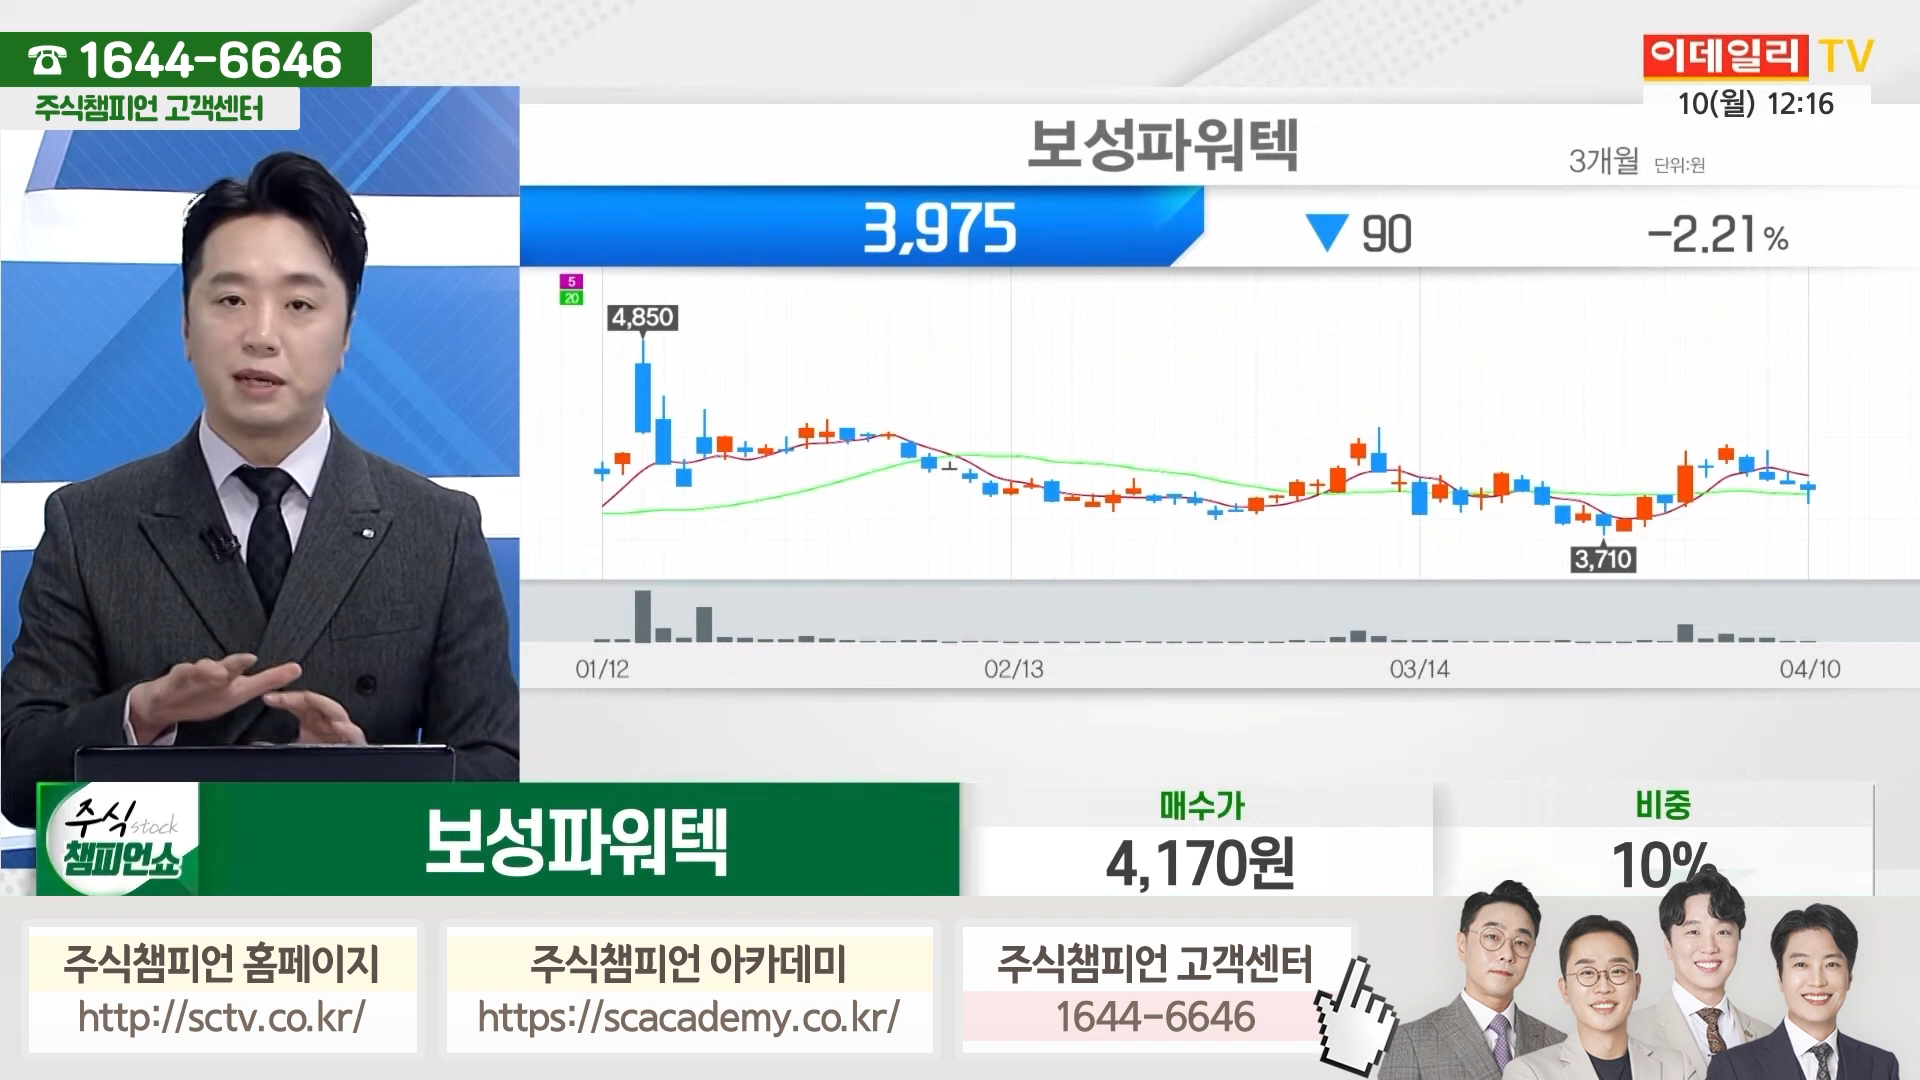 ☎ 1644-6646
주식챔피언 고객센터
이데일리 TV
10(월) 12:16
보성파워텍
3개월 단위:원
3,975 ▼ 90 -2.21%
5
20
4,850
3,710
01/12 02/13 03/14 04/10
주식 stock
챔피언쇼
보성파워텍
매수가
4,170원
비중
10%
주식챔피언 홈페이지
http://sctv.co.kr/
주식챔피언 아카데미
https://scacademy.co.kr/
주식챔피언 고객센터
1644-6646